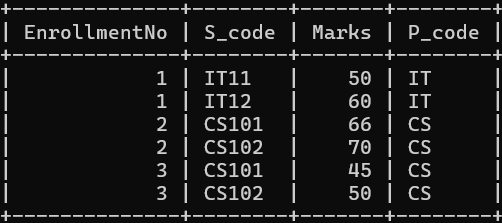 +--------------+--------+-------+--------+
| EnrollmentNo | S_code | Marks | P_code |
+--------------+--------+-------+--------+
|            1 | IT11   |    50 | IT     |
|            1 | IT12   |    60 | IT     |
|            2 | CS101  |    66 | CS     |
|            2 | CS102  |    70 | CS     |
|            3 | CS101  |    45 | CS     |
|            3 | CS102  |    50 | CS     |
+--------------+--------+-------+--------+